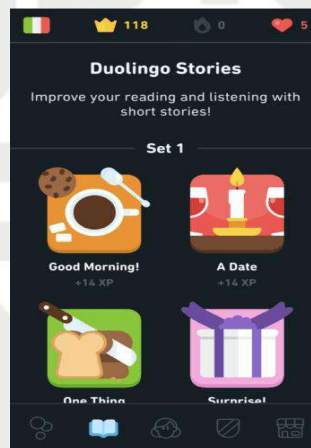 118 0 5
Duolingo Stories
Improve your reading and listening with
short stories!
Set 1
Good Morning! A Date
+14 XP +14 XP
One Thing Surprise!